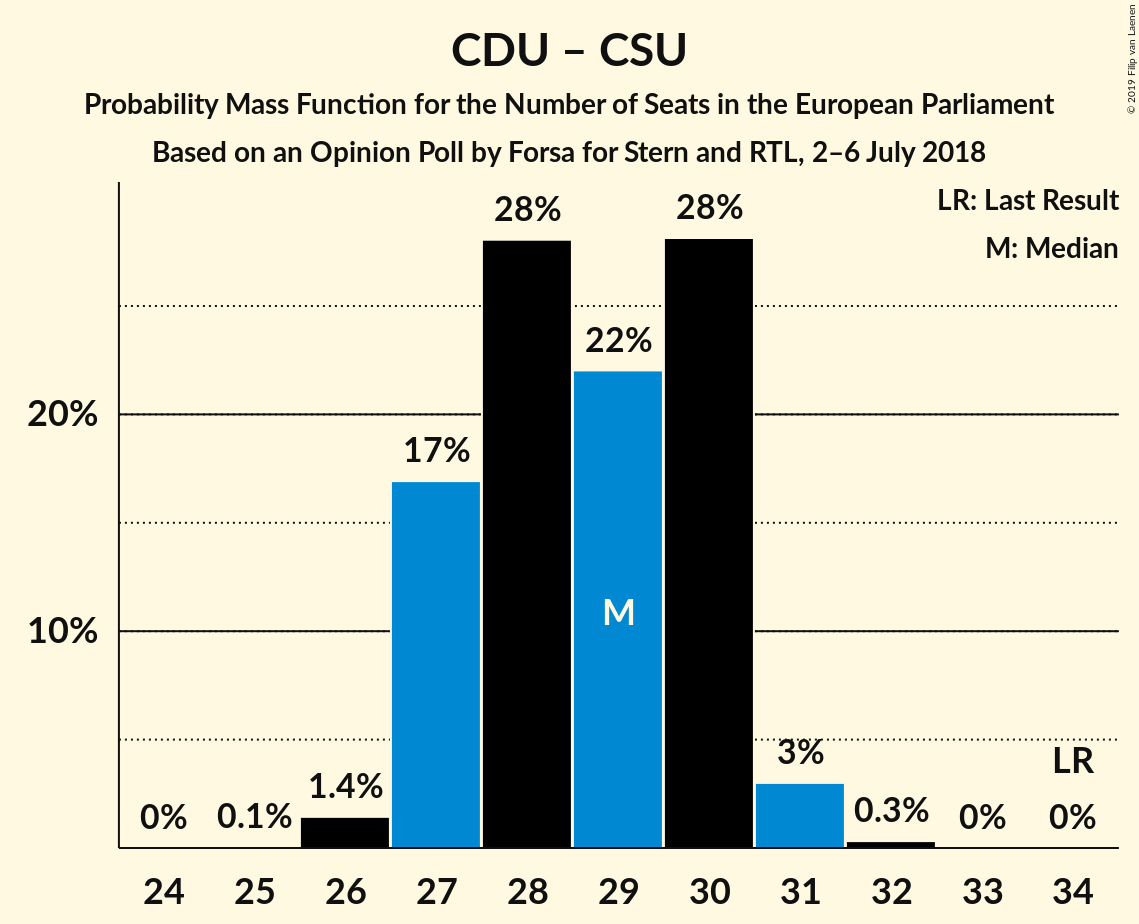 CDU – CSU
Probability Mass Function for the Number of Seats in the European Parliament
Based on an Opinion Poll by Forsa for Stern and RTL, 2–6 July 2018
© 2019 Filip van Laenen
LR: Last Result
M: Median
28%
28%
22%
20%
17%
M
10%
3%
LR
1.4%
0%
0.1%
0.3%
0%
0%
24 25 26 27 28 29 30 31 32 33 34